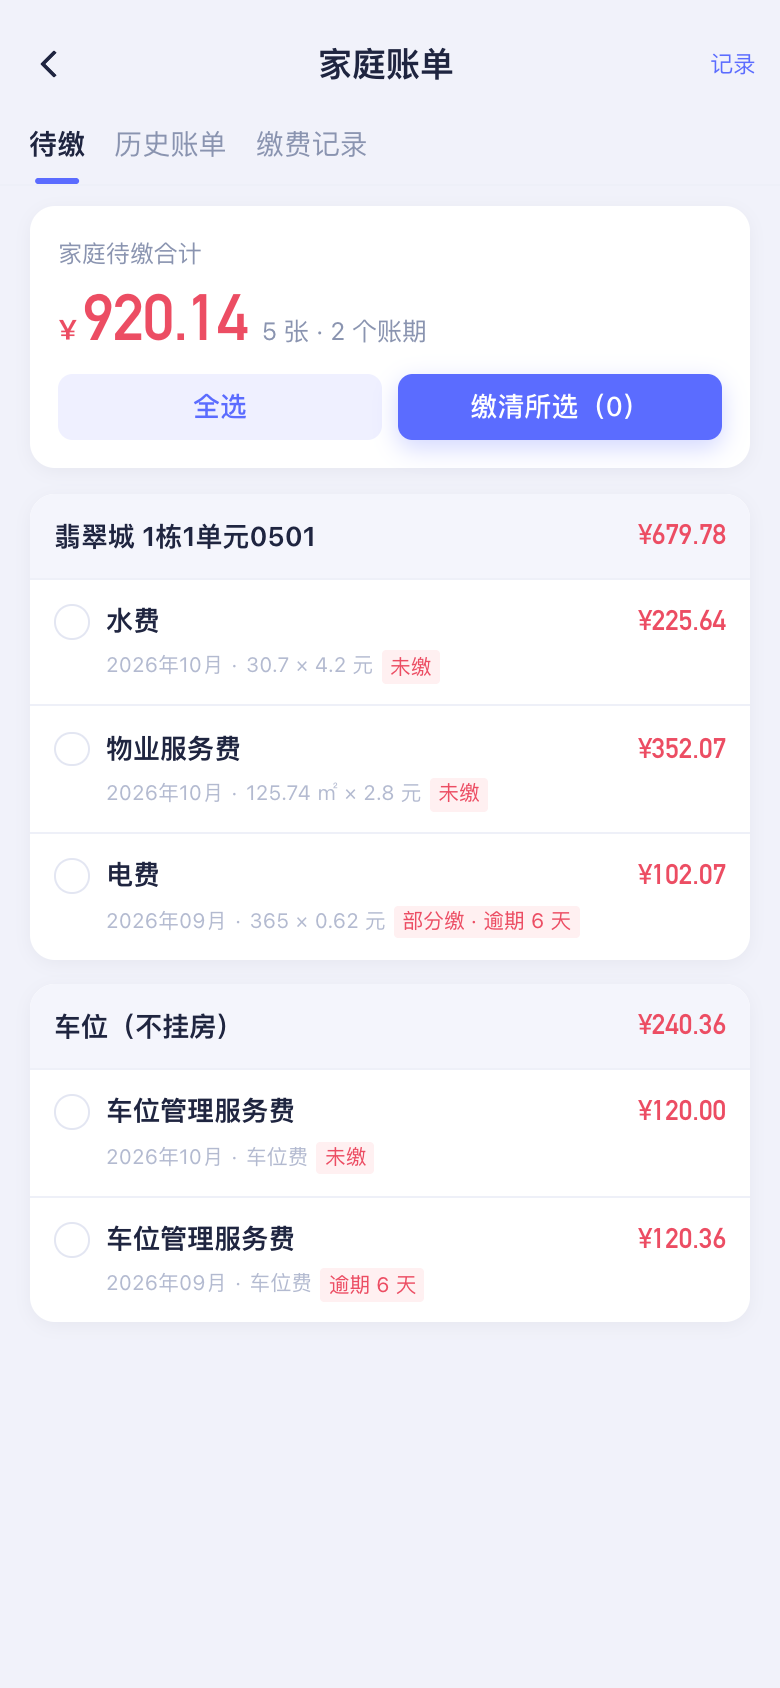 家庭账单
记录
待缴 历史账单 缴费记录
家庭待缴合计
¥920.14 5 张 · 2 个账期
全选 缴清所选（0）
翡翠城 1栋1单元0501 ¥679.78
水费 ¥225.64
2026年10月 · 30.7 × 4.2 元 未缴
物业服务费 ¥352.07
2026年10月 · 125.74 ㎡ × 2.8 元 未缴
电费 ¥102.07
2026年09月 · 365 × 0.62 元 部分缴 · 逾期 6 天
车位（不挂房） ¥240.36
车位管理服务费 ¥120.00
2026年10月 · 车位费 未缴
车位管理服务费 ¥120.36
2026年09月 · 车位费 逾期 6 天